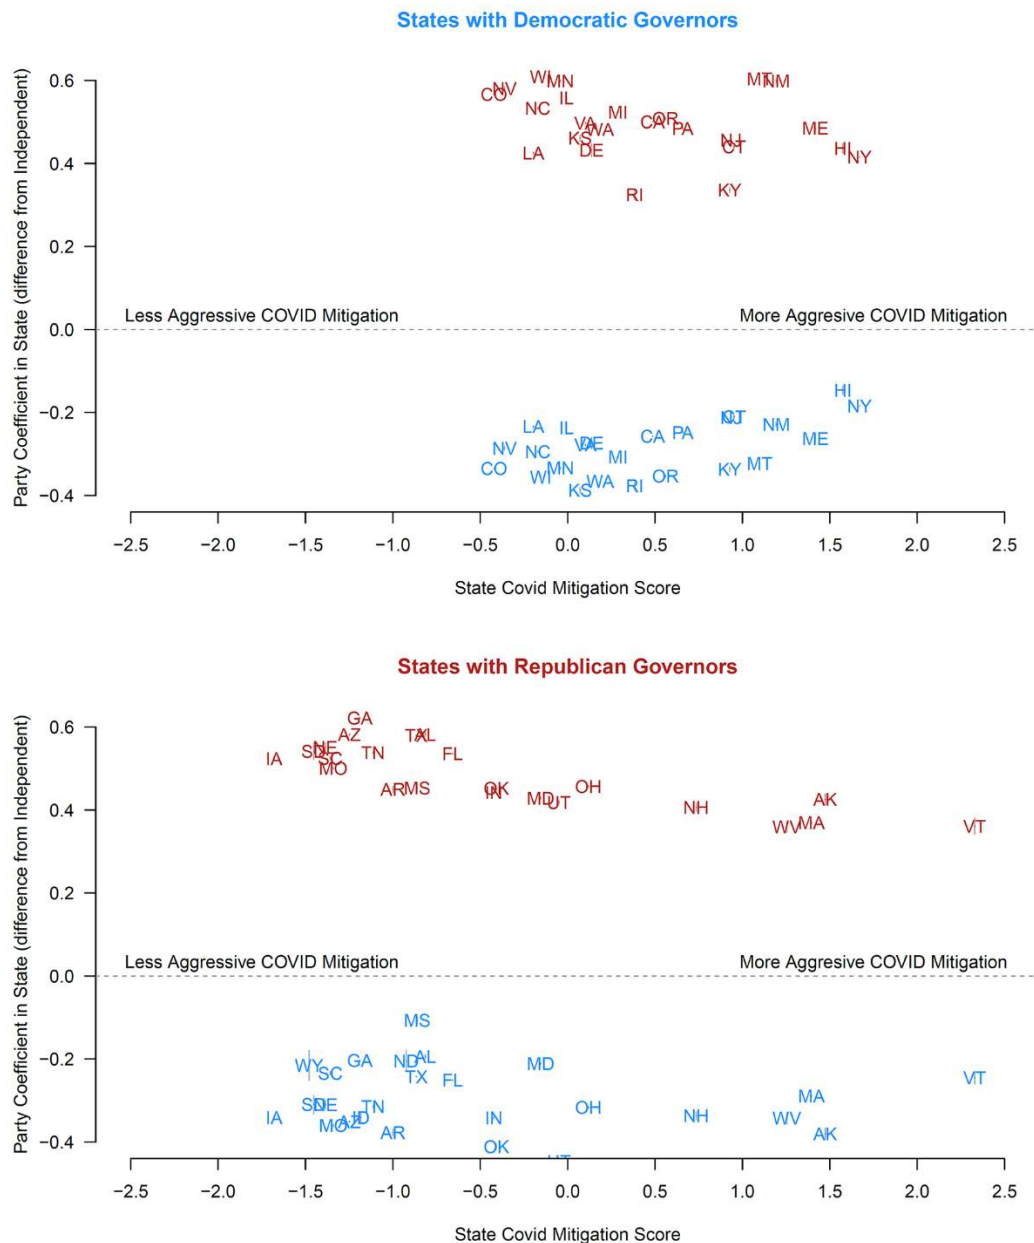 States with Democratic Governors
Party Coefficient in State (difference from Independent)
0.6
0.4
0.2
0.0
−0.2
−0.4
CO NV WI MN IL NC LA VA KS WA DE MI RI CA OR PA MT NM NJ CT KY ME HI NY
Less Aggressive COVID Mitigation
More Aggresive COVID Mitigation
CO NV LA NC WI IL MN KS VA DE WA MI RI CA OR PA NJ CT KY NM MT ME HI NY
−2.5 −2.0 −1.5 −1.0 −0.5 0.0 0.5 1.0 1.5 2.0 2.5
State Covid Mitigation Score
States with Republican Governors
Party Coefficient in State (difference from Independent)
0.6
0.4
0.2
0.0
−0.2
−0.4
IA SD NE SC MO AZ GA TN AR TX AL MS FL OK IN MD UT OH NH WV MA AK VT
Less Aggressive COVID Mitigation
More Aggresive COVID Mitigation
IA WY SD NE SC MO AZ ID GA TN AR ND MS AL TX FL IN OK MD UT OH NH WV MA AK VT
−2.5 −2.0 −1.5 −1.0 −0.5 0.0 0.5 1.0 1.5 2.0 2.5
State Covid Mitigation Score